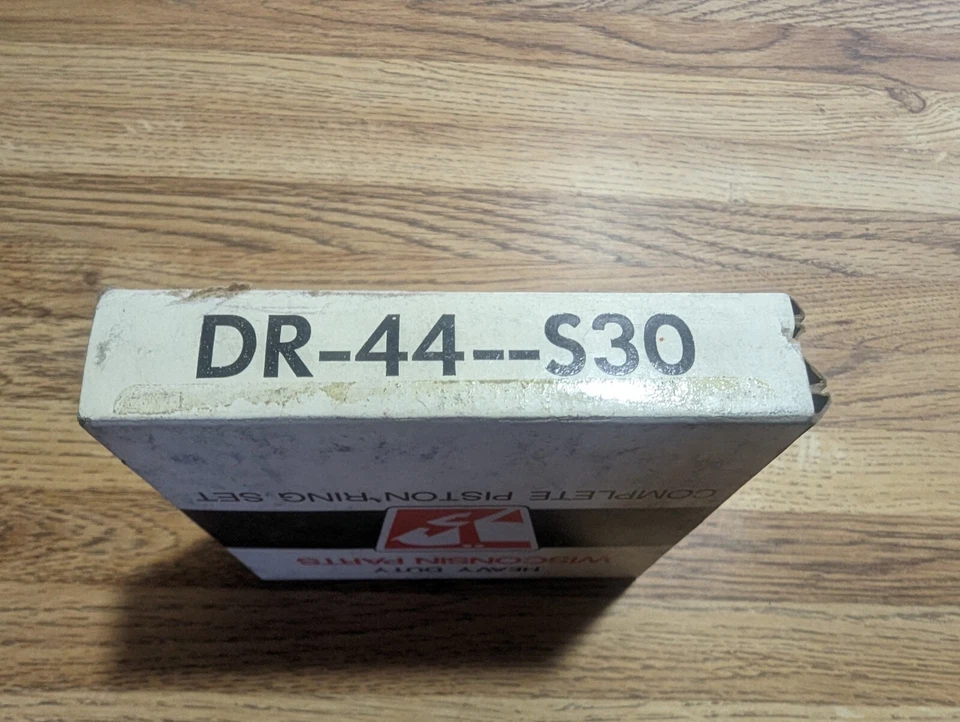 DR-44--S30
HEAVY DUTY
WISCONSIN PARTS
COMPLETE PISTON RING SET